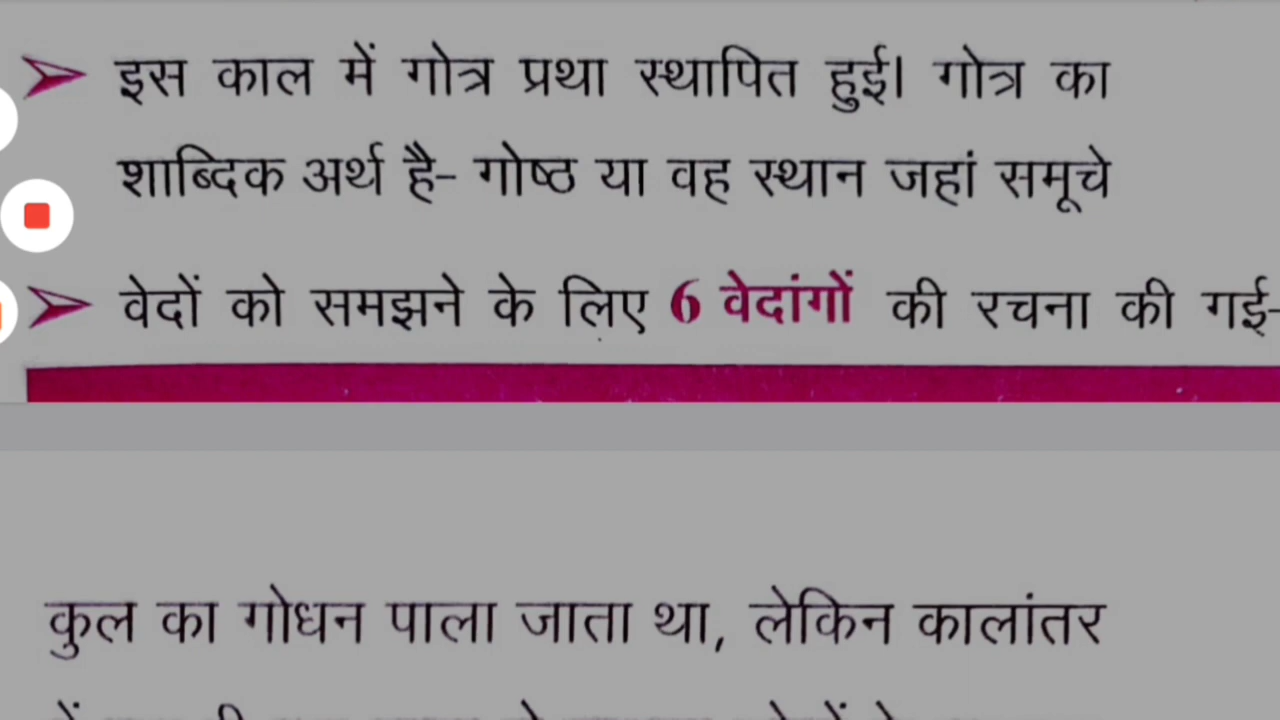 इस काल में गोत्र प्रथा स्थापित हुई। गोत्र का
शाब्दिक अर्थ है- गोष्ठ या वह स्थान जहां समूचे
वेदों को समझने के लिए 6 वेदांगों की रचना की गई-
कुल का गोधन पाला जाता था, लेकिन कालांतर